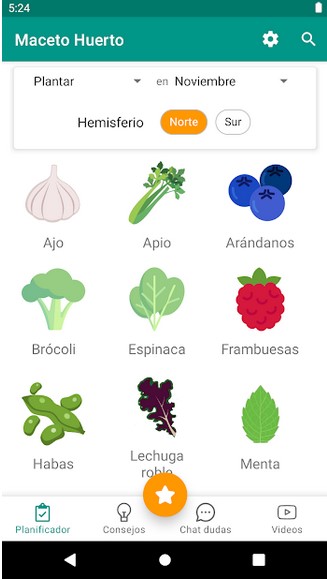 5:24
Maceto Huerto
Plantar en Noviembre
Hemisferio Norte Sur
Ajo Apio Arándanos
Brócoli Espinaca Frambuesas
Habas Lechuga roble Menta
Planificador Consejos Chat dudas Videos